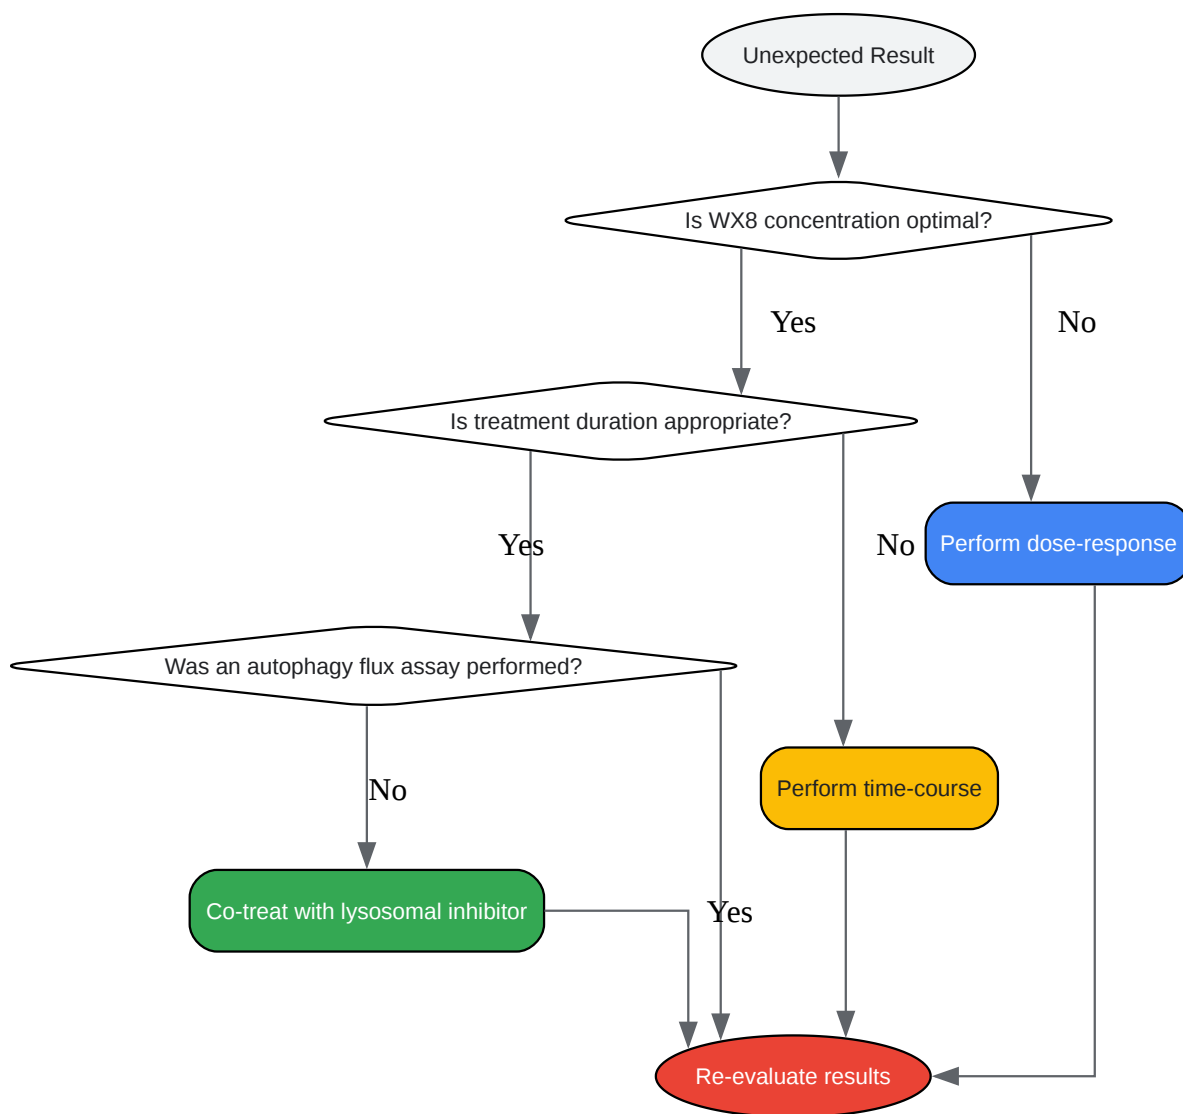 Unexpected Result
Is WX8 concentration optimal?
Yes
No
Is treatment duration appropriate?
Yes
No
Perform dose-response
Was an autophagy flux assay performed?
No
Perform time-course
Co-treat with lysosomal inhibitor
Yes
Re-evaluate results